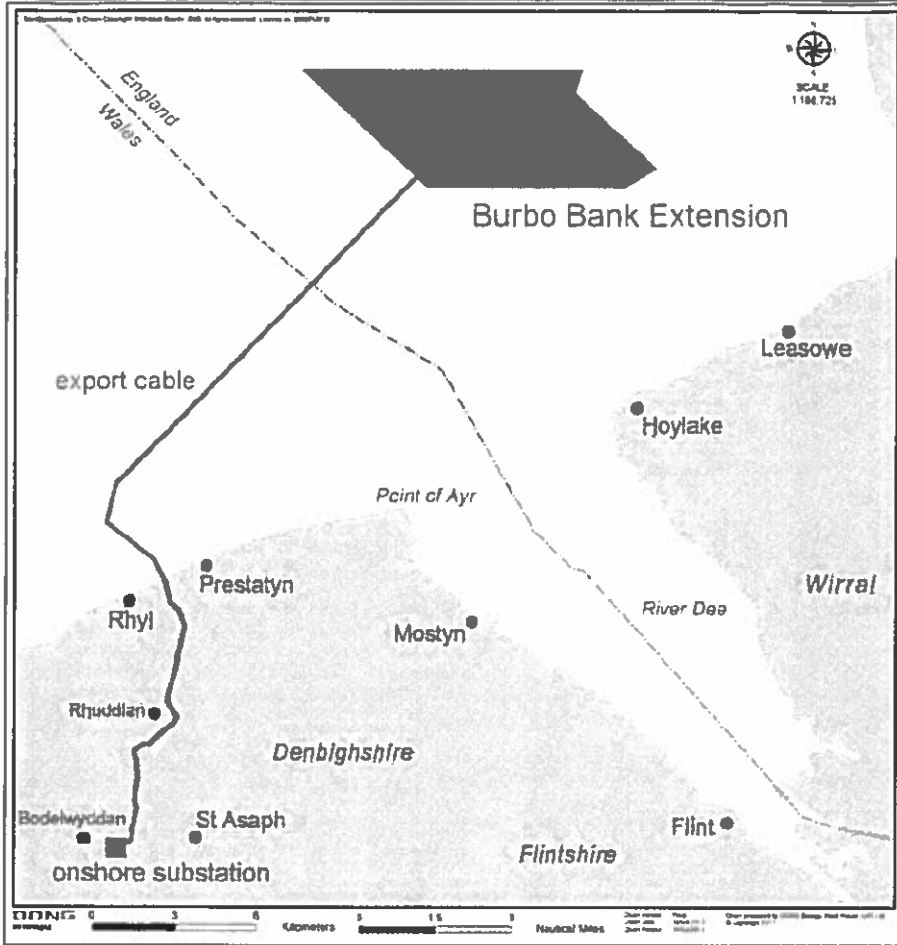 England
Wales
SCALE
Burbo Bank Extension
Leasowe
export cable
Hoylake
Point of Ayr
Prestatyn
Wirral
Rhyl
River Dee
Mostyn
Rhuddlan
Denbighshire
Bodelwyddan
St Asaph
Flint
onshore substation
Flintshire
DONG
0 3 6 Kilometers
Nautical Miles